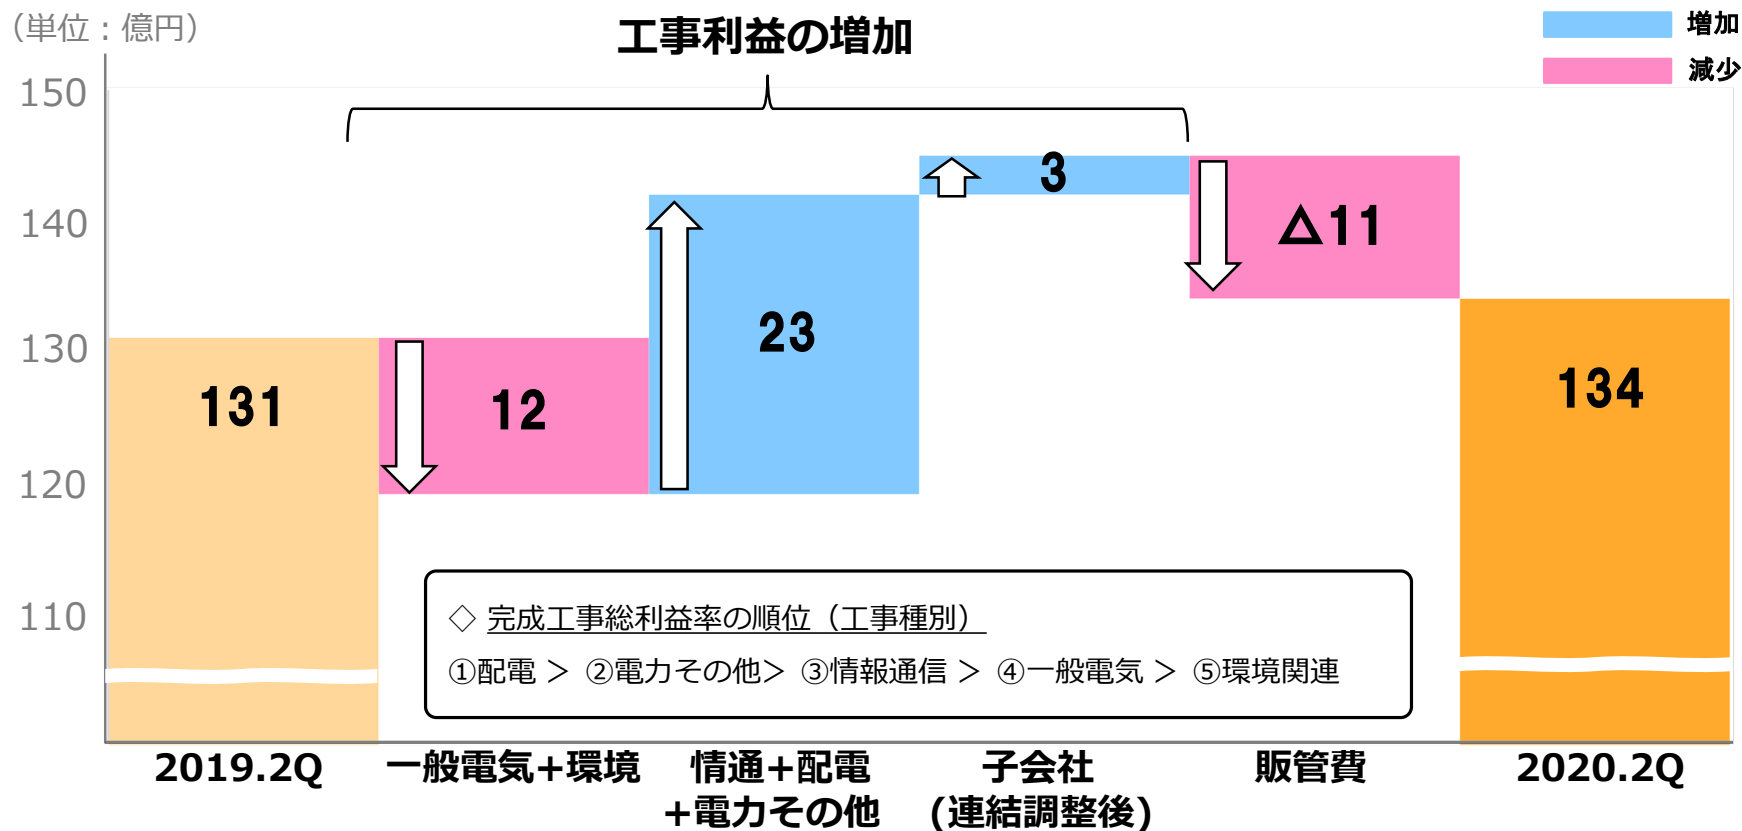 （単位：億円）
工事利益の増加
増加
減少
150
140
130
120
110
131
12
23
3
△11
134
◇ 完成工事総利益率の順位（工事種別）
①配電 ＞ ②電力その他＞ ③情報通信 ＞ ④一般電気 ＞ ⑤環境関連
2019.2Q
一般電気+環境
情通+配電
+電力その他
子会社
(連結調整後)
販管費
2020.2Q